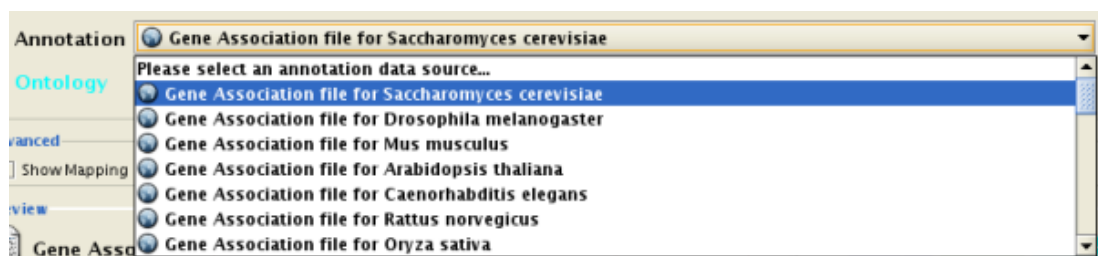 Annotation Gene Association file for Saccharomyces cerevisiae
Please select an annotation data source...
Ontology
Gene Association file for Saccharomyces cerevisiae
Gene Association file for Drosophila melanogaster
vanced
Gene Association file for Mus musculus
Show Mapping
Gene Association file for Arabidopsis thaliana
Gene Association file for Caenorhabditis elegans
eview
Gene Association file for Rattus norvegicus
Gene Asso
Gene Association file for Oryza sativa